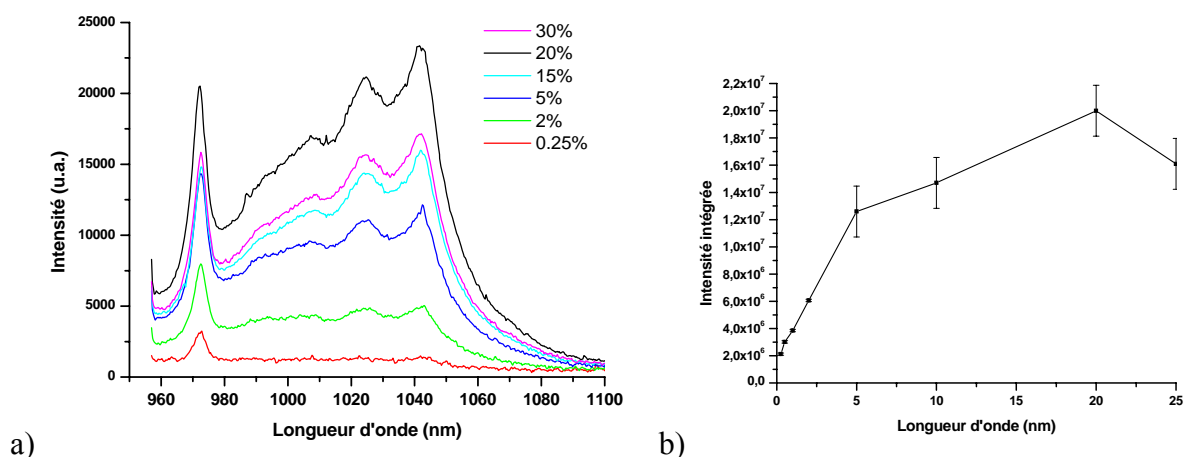 25000
20000
15000
10000
5000
0
Intensité (u.a.)
30%
20%
15%
5%
2%
0.25%
960 980 1000 1020 1040 1060 1080 1100
Longueur d'onde (nm)
a)
2,2x10⁷
2,0x10⁷
1,8x10⁷
1,6x10⁷
1,4x10⁷
1,2x10⁷
1,0x10⁷
8,0x10⁶
6,0x10⁶
4,0x10⁶
2,0x10⁶
0,0
Intensité intégrée
0 5 10 15 20 25
Longueur d'onde (nm)
b)